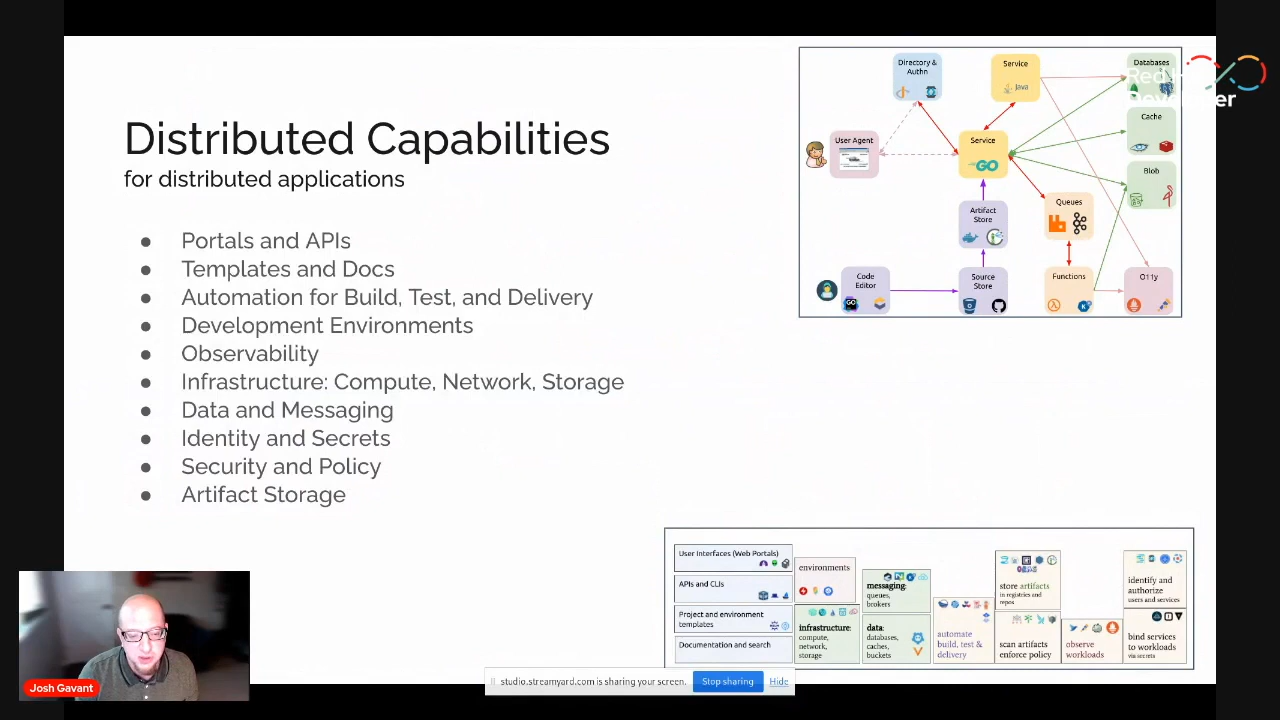 Distributed Capabilities
for distributed applications
● Portals and APIs
● Templates and Docs
● Automation for Build, Test, and Delivery
● Development Environments
● Observability
● Infrastructure: Compute, Network, Storage
● Data and Messaging
● Identity and Secrets
● Security and Policy
● Artifact Storage
Directory &
Authn
Service
Java
Databases
Red H
Developer
User Agent
Service
GO
Cache
Blob
Artifact
Store
Queues
Code
Editor
Source
Store
Functions
O11y
User Interfaces (Web Portals)
APIs and CLIs
Project and environment
templates
Documentation and search
environments
infrastructure:
compute,
network,
storage
messaging:
queues,
brokers
data:
databases,
caches,
buckets
automate
build, test &
delivery
store artifacts
in registries and
repos
scan artifacts
enforce policy
observe
workloads
identify and
authorize
users and services
bind services
to workloads
via secrets
Josh Gavant
studio.streamyard.com is sharing your screen.
Stop sharing
Hide